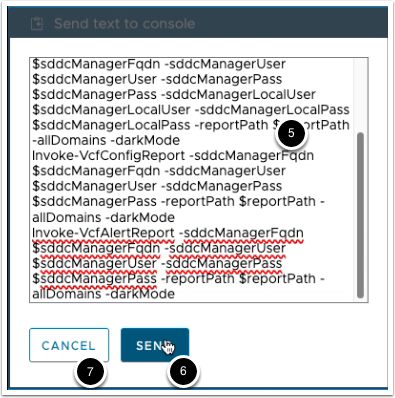 Send text to console
$sddcManagerFqdn -sddcManagerUser
$sddcManagerUser -sddcManagerPass
$sddcManagerPass -sddcManagerLocalUser
$sddcManagerLocalUser -sddcManagerLocalPass
$sddcManagerLocalPass -reportPath $reportPath
-allDomains -darkMode
Invoke-VcfConfigReport -sddcManagerFqdn
$sddcManagerFqdn -sddcManagerUser
$sddcManagerUser -sddcManagerPass
$sddcManagerPass -reportPath $reportPath -
allDomains -darkMode
Invoke-VcfAlertReport -sddcManagerFqdn
$sddcManagerFqdn -sddcManagerUser
$sddcManagerUser -sddcManagerPass
$sddcManagerPass -reportPath $reportPath -
allDomains -darkMode
5
CANCEL SEND
7 6